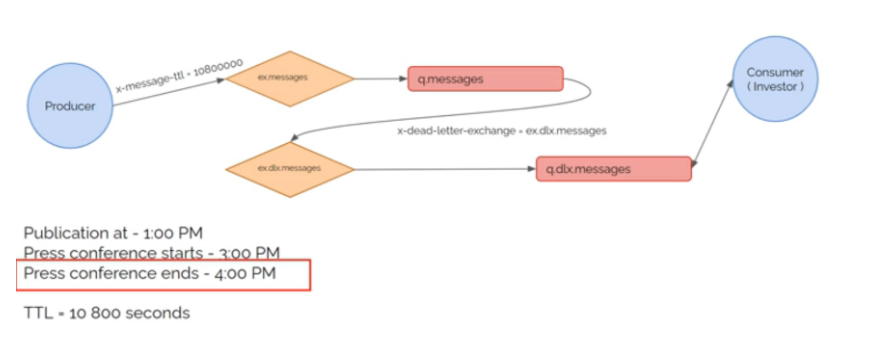 Producer
x-message-ttl = 10800000
ex.messages
q.messages
Consumer
( Investor )
x-dead-letter-exchange = ex.dlx.messages
ex.dlx.messages
q.dlx.messages
Publication at - 1:00 PM
Press conference starts - 3:00 PM
Press conference ends - 4:00 PM
TTL = 10 800 seconds